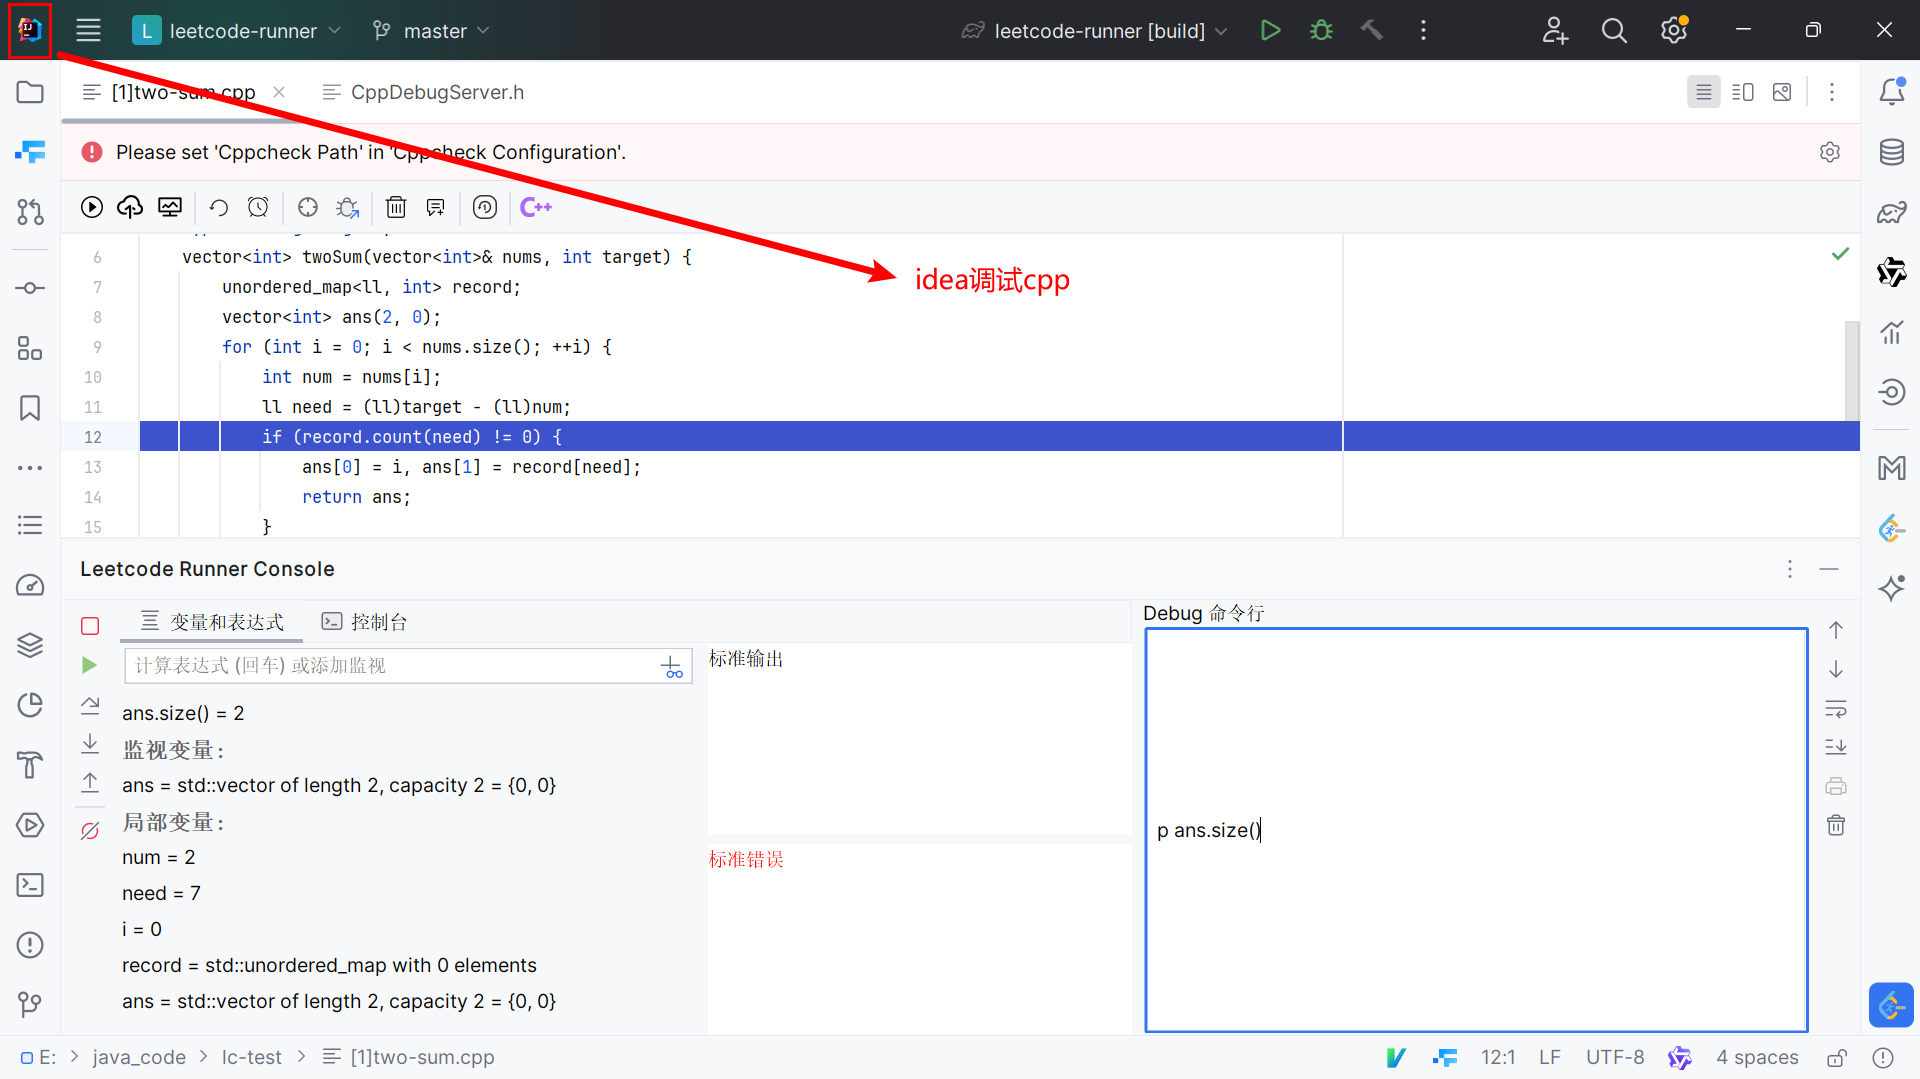 L leetcode-runner master leetcode-runner [build]
[1]two-sum.cpp CppDebugServer.h
Please set 'Cppcheck Path' in 'Cppcheck Configuration'.
C++
6 vector<int> twoSum(vector<int>& nums, int target) {
idea调试cpp
7 unordered_map<ll, int> record;
8 vector<int> ans(2, 0);
9 for (int i = 0; i < nums.size(); ++i) {
10 int num = nums[i];
11 ll need = (ll)target - (ll)num;
12 if (record.count(need) != 0) {
13 ans[0] = i, ans[1] = record[need];
14 return ans;
15 }
Leetcode Runner Console
变量和表达式 控制台
计算表达式 (回车) 或添加监视
ans.size() = 2
监视变量:
ans = std::vector of length 2, capacity 2 = {0, 0}
局部变量:
num = 2
need = 7
i = 0
record = std::unordered_map with 0 elements
ans = std::vector of length 2, capacity 2 = {0, 0}
标准输出
标准错误
Debug 命令行
p ans.size()
E: > java_code > lc-test > [1]two-sum.cpp
12:1 LF UTF-8 4 spaces